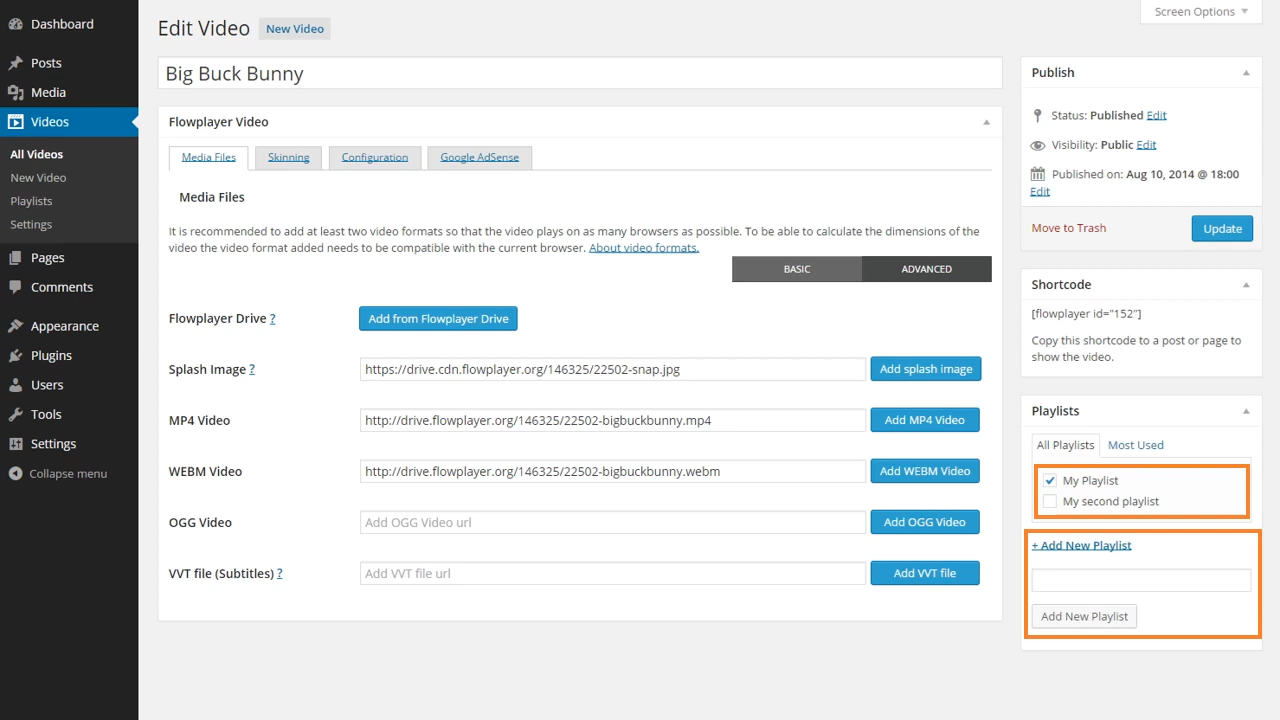 Dashboard
Posts
Media
Videos
All Videos
New Video
Playlists
Settings
Pages
Comments
Appearance
Plugins
Users
Tools
Settings
Collapse menu
Screen Options
Edit Video New Video
Big Buck Bunny
Flowplayer Video
Media Files Skinning Configuration Google AdSense
Media Files
It is recommended to add at least two video formats so that the video plays on as many browsers as possible. To be able to calculate the dimensions of the
video the video format added needs to be compatible with the current browser. About video formats.
BASIC ADVANCED
Flowplayer Drive ? Add from Flowplayer Drive
Splash Image ? https://drive.cdn.flowplayer.org/146325/22502-snap.jpg Add splash image
MP4 Video http://drive.flowplayer.org/146325/22502-bigbuckbunny.mp4 Add MP4 Video
WEBM Video http://drive.flowplayer.org/146325/22502-bigbuckbunny.webm Add WEBM Video
OGG Video Add OGG Video url Add OGG Video
VVT file (Subtitles) ? Add VVT file url Add VVT file
Publish
Status: Published Edit
Visibility: Public Edit
Published on: Aug 10, 2014 @ 18:00
Edit
Move to Trash Update
Shortcode
[flowplayer id="152"]
Copy this shortcode to a post or page to
show the video.
Playlists
All Playlists Most Used
My Playlist
My second playlist
+ Add New Playlist
Add New Playlist